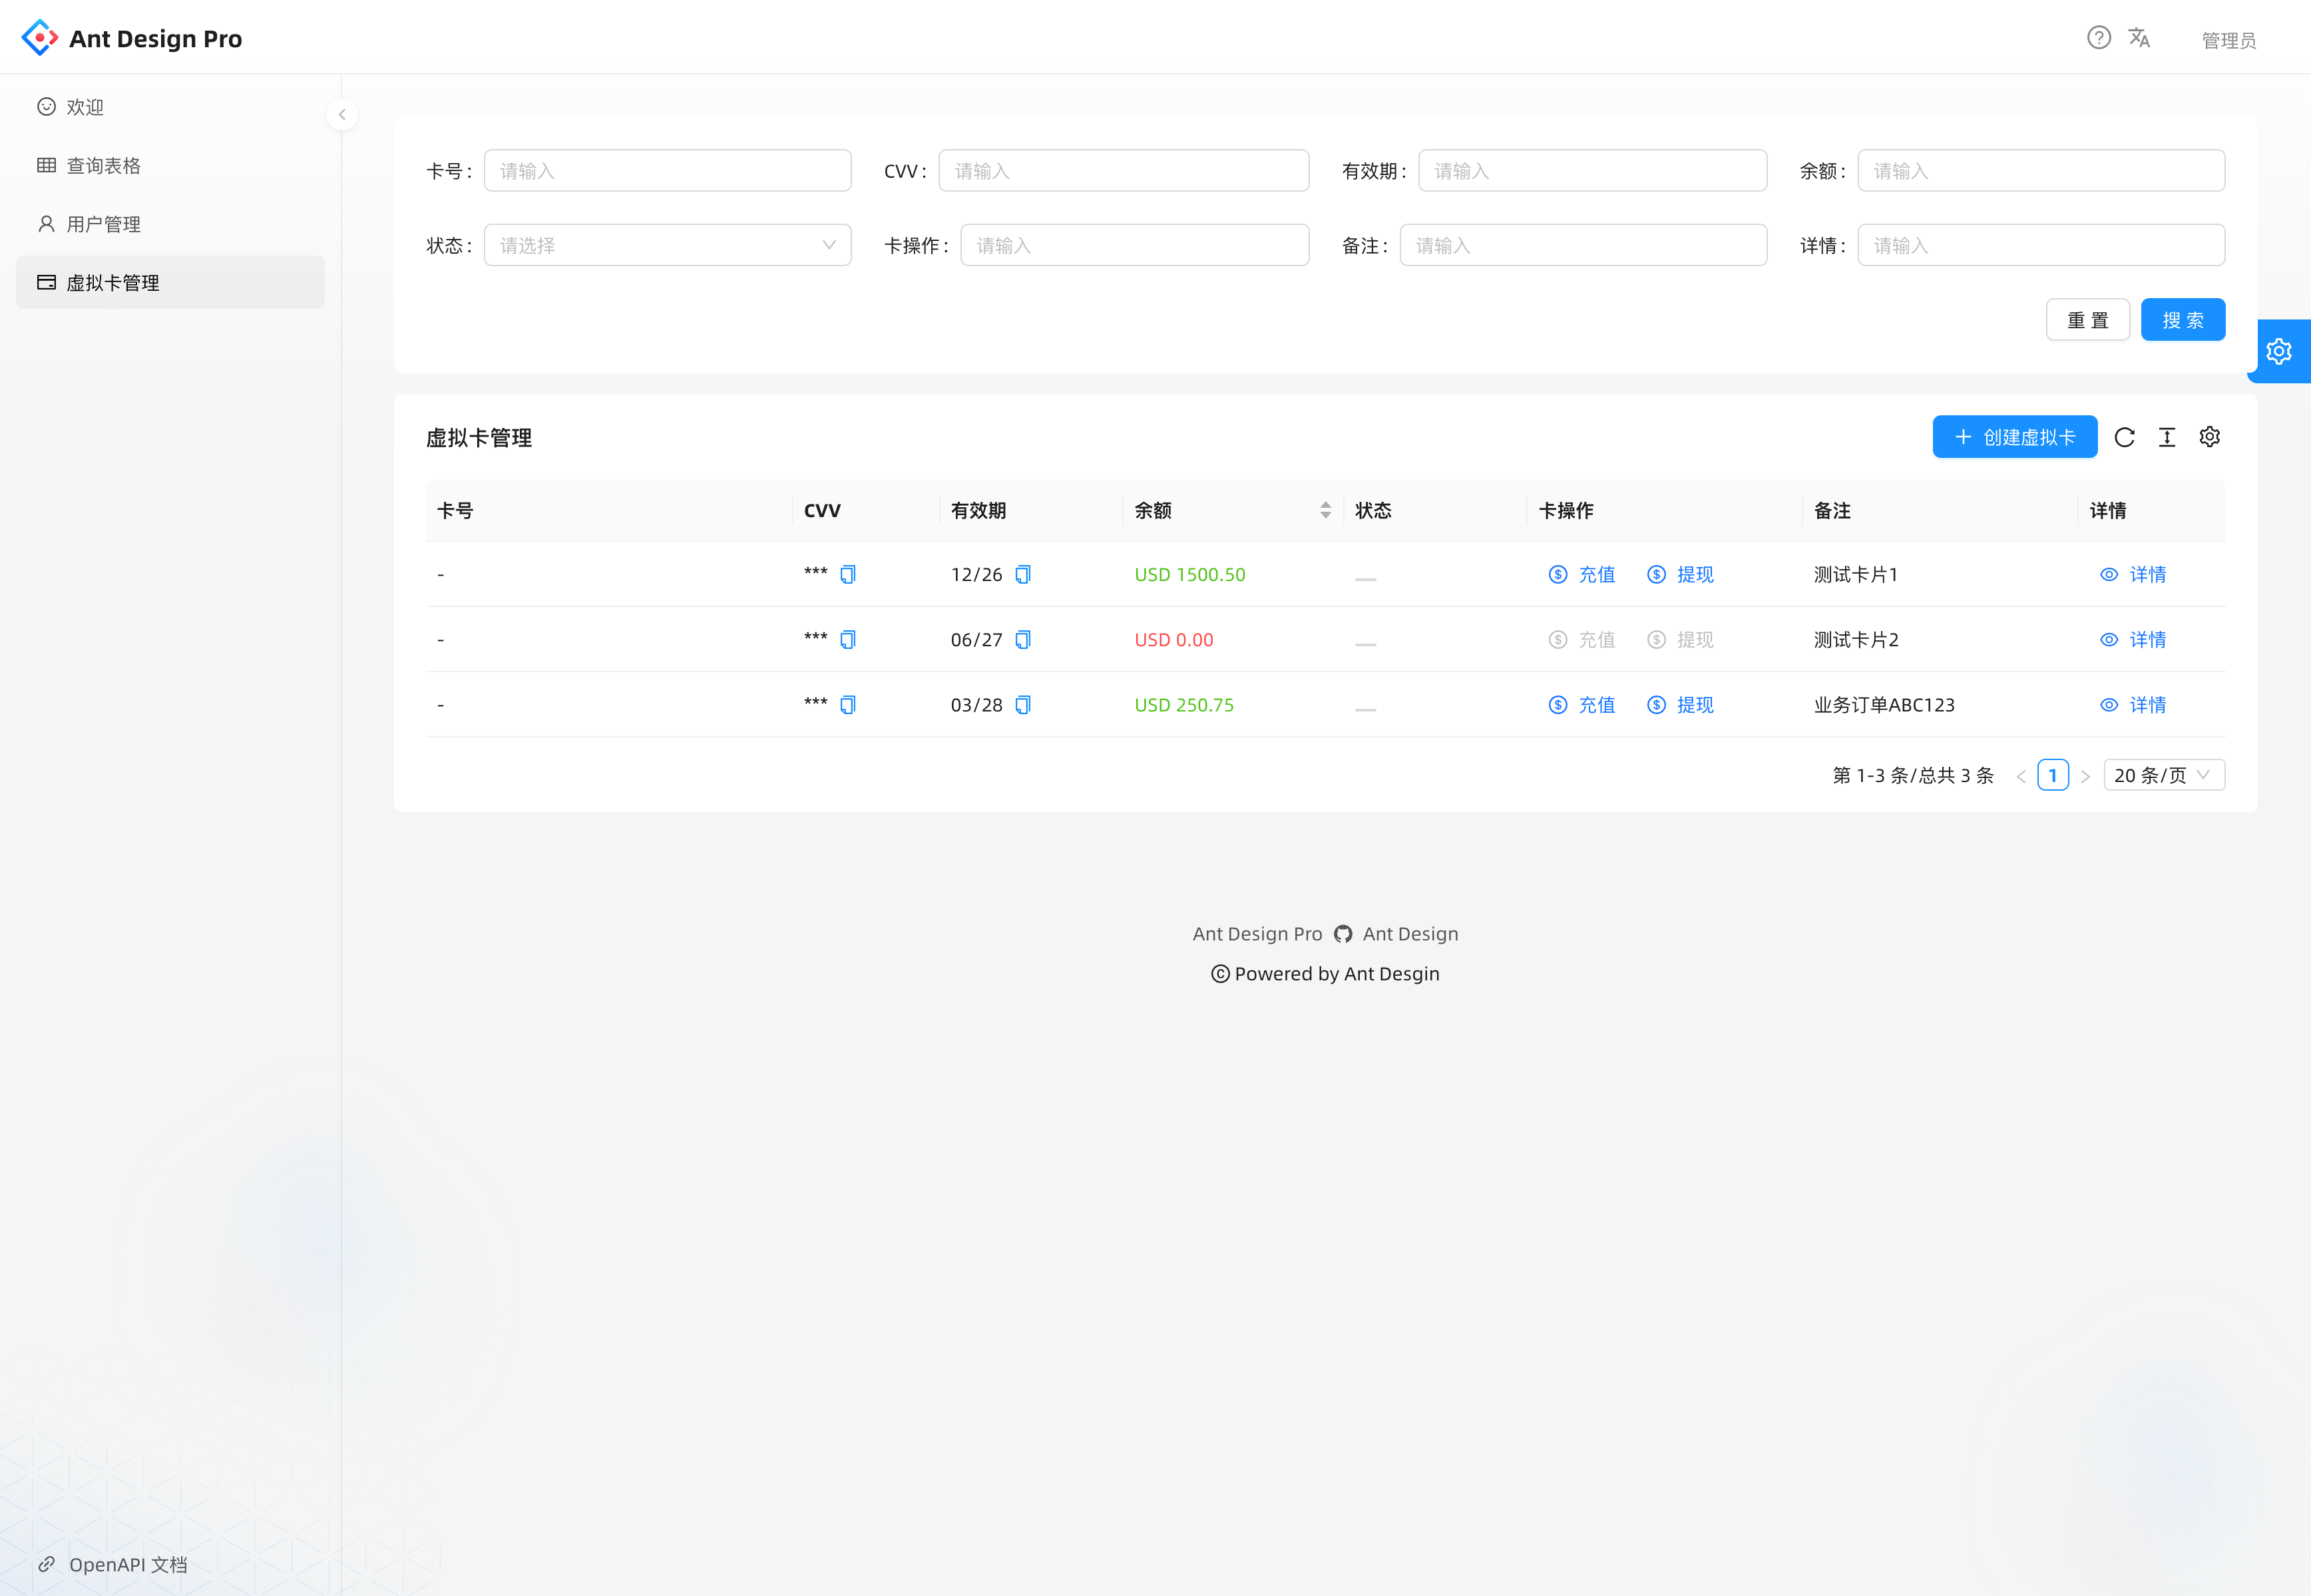 Ant Design Pro
管理员
欢迎
查询表格
用户管理
虚拟卡管理
卡号 : 请输入 CVV : 请输入 有效期 : 请输入 余额 : 请输入
状态 : 请选择 卡操作 : 请输入 备注 : 请输入 详情 : 请输入
重 置 搜 索
虚拟卡管理 创建虚拟卡
卡号 CVV 有效期 余额 状态 卡操作 备注 详情
- *** 12/26 USD 1500.50 — 充值 提现 测试卡片1 详情
- *** 06/27 USD 0.00 — 充值 提现 测试卡片2 详情
- *** 03/28 USD 250.75 — 充值 提现 业务订单ABC123 详情
第 1-3 条/总共 3 条 < 1 > 20 条/页
Ant Design Pro Ant Design
© Powered by Ant Desgin
OpenAPI 文档